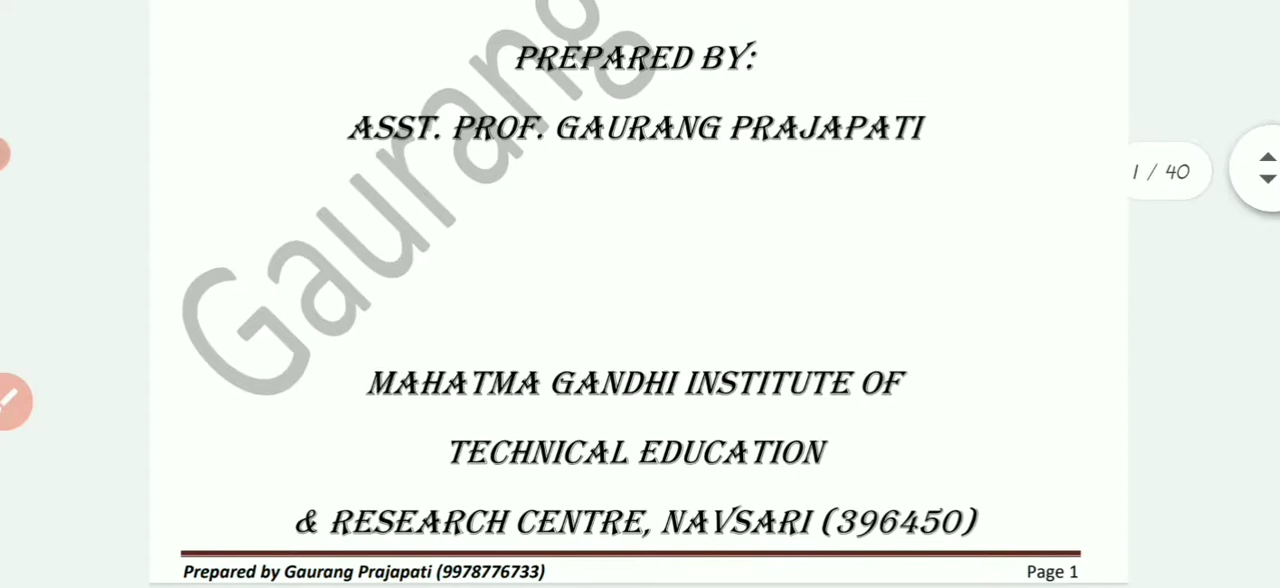 PREPARED BY:
ASST. PROF. GAURANG PRAJAPATI
1 / 40
Gaurang
MAHATMA GANDHI INSTITUTE OF
TECHNICAL EDUCATION
& RESEARCH CENTRE, NAVSARI (396450)
Prepared by Gaurang Prajapati (9978776733)
Page 1